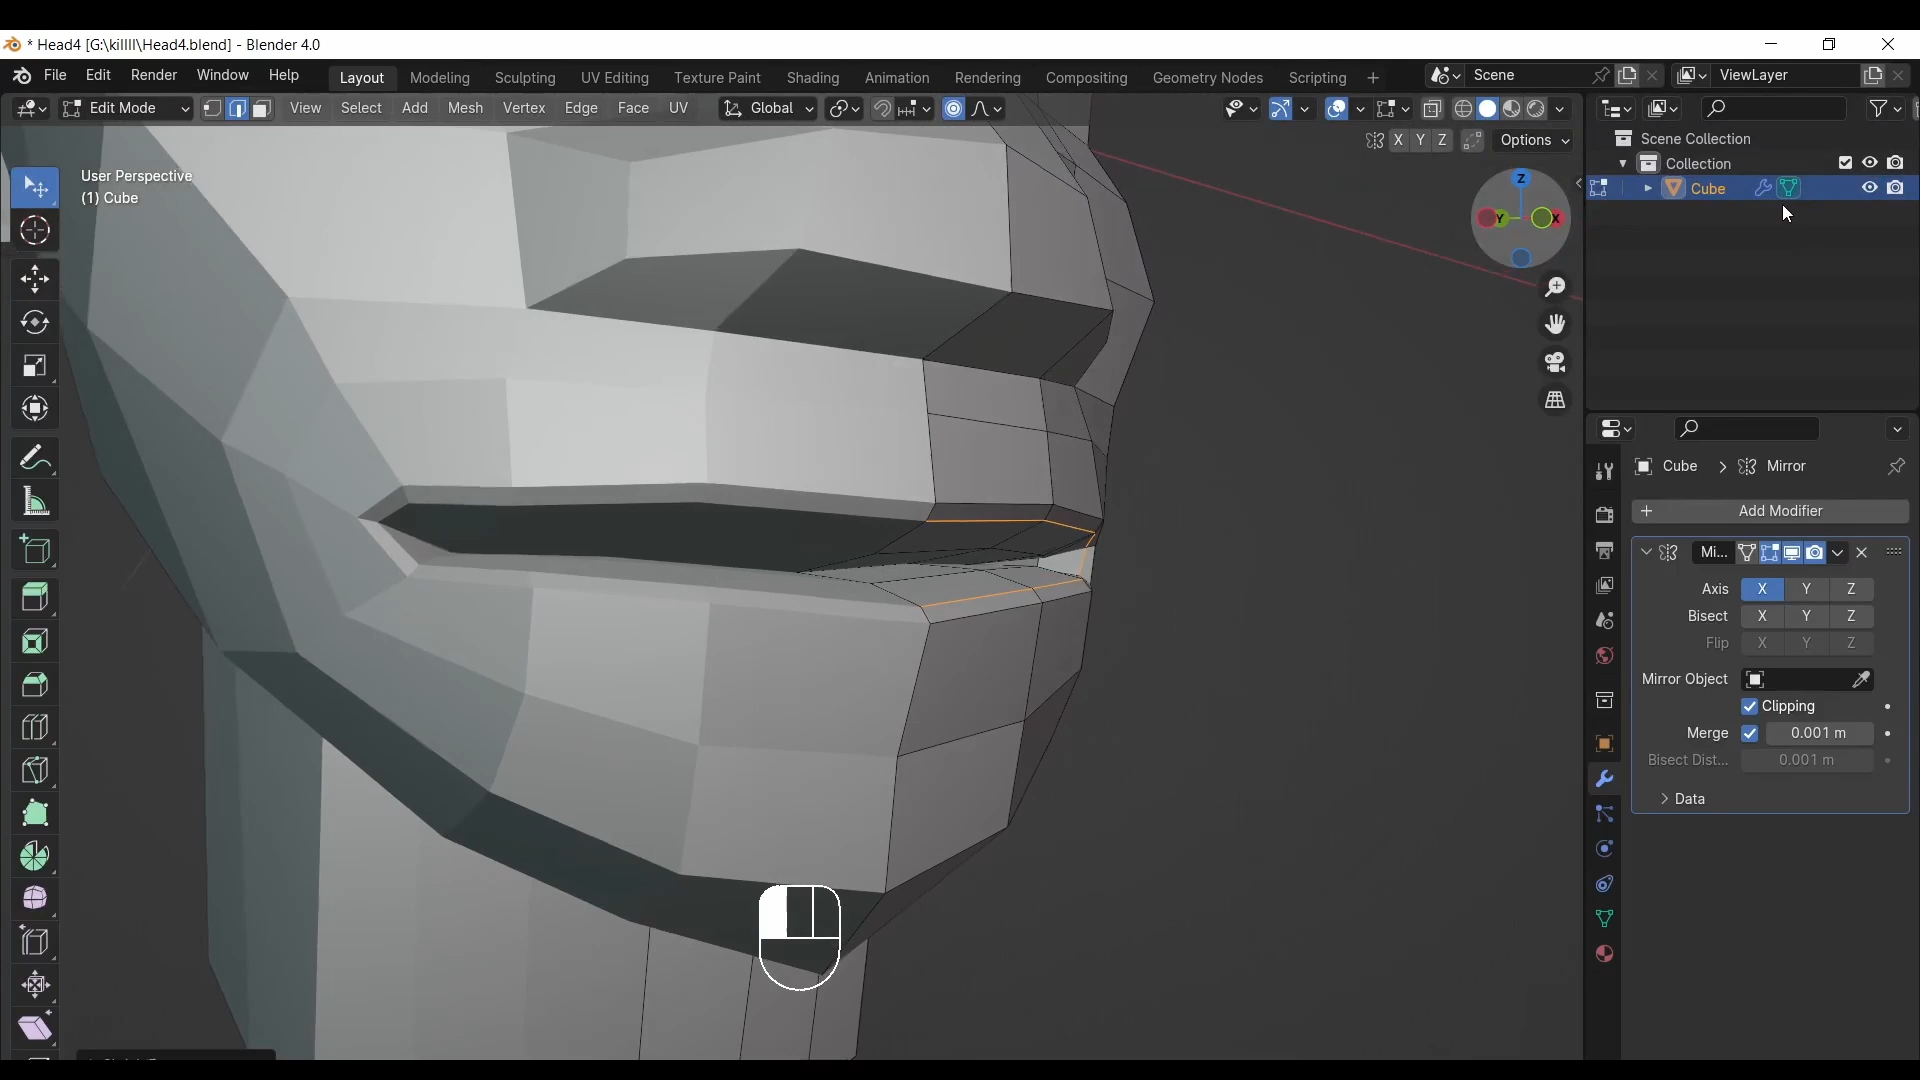 * Head4 [G:\killll\Head4.blend] - Blender 4.0
File Edit Render Window Help Layout Modeling Sculpting UV Editing Texture Paint Shading Animation Rendering Compositing Geometry Nodes Scripting + Scene ViewLayer
Edit Mode View Select Add Mesh Vertex Edge Face UV Global
X Y Z Options
User Perspective
(1) Cube
Z
Y X
Scene Collection
Collection
Cube
Cube > Mirror
+ Add Modifier
Mi...
Axis X Y Z
Bisect X Y Z
Flip X Y Z
Mirror Object
Clipping
Merge 0.001 m
Bisect Dist... 0.001 m
Data